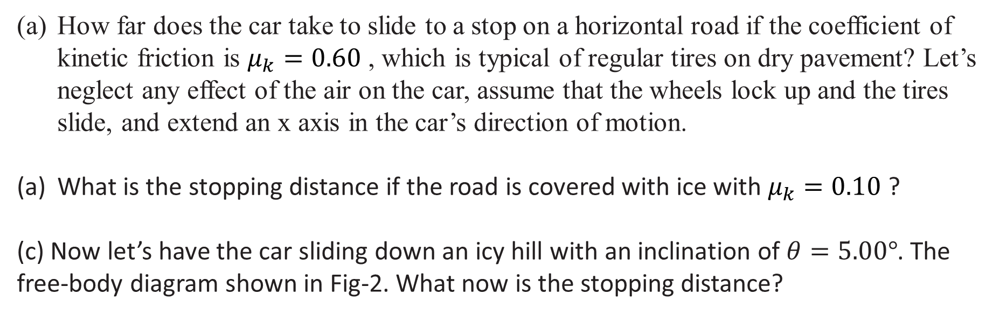 (a) How far does the car take to slide to a stop on a horizontal road if the coefficient of
kinetic friction is μₖ = 0.60 , which is typical of regular tires on dry pavement? Let’s
neglect any effect of the air on the car, assume that the wheels lock up and the tires
slide, and extend an x axis in the car’s direction of motion.
(a) What is the stopping distance if the road is covered with ice with μₖ = 0.10 ?
(c) Now let’s have the car sliding down an icy hill with an inclination of θ = 5.00°. The
free-body diagram shown in Fig-2. What now is the stopping distance?